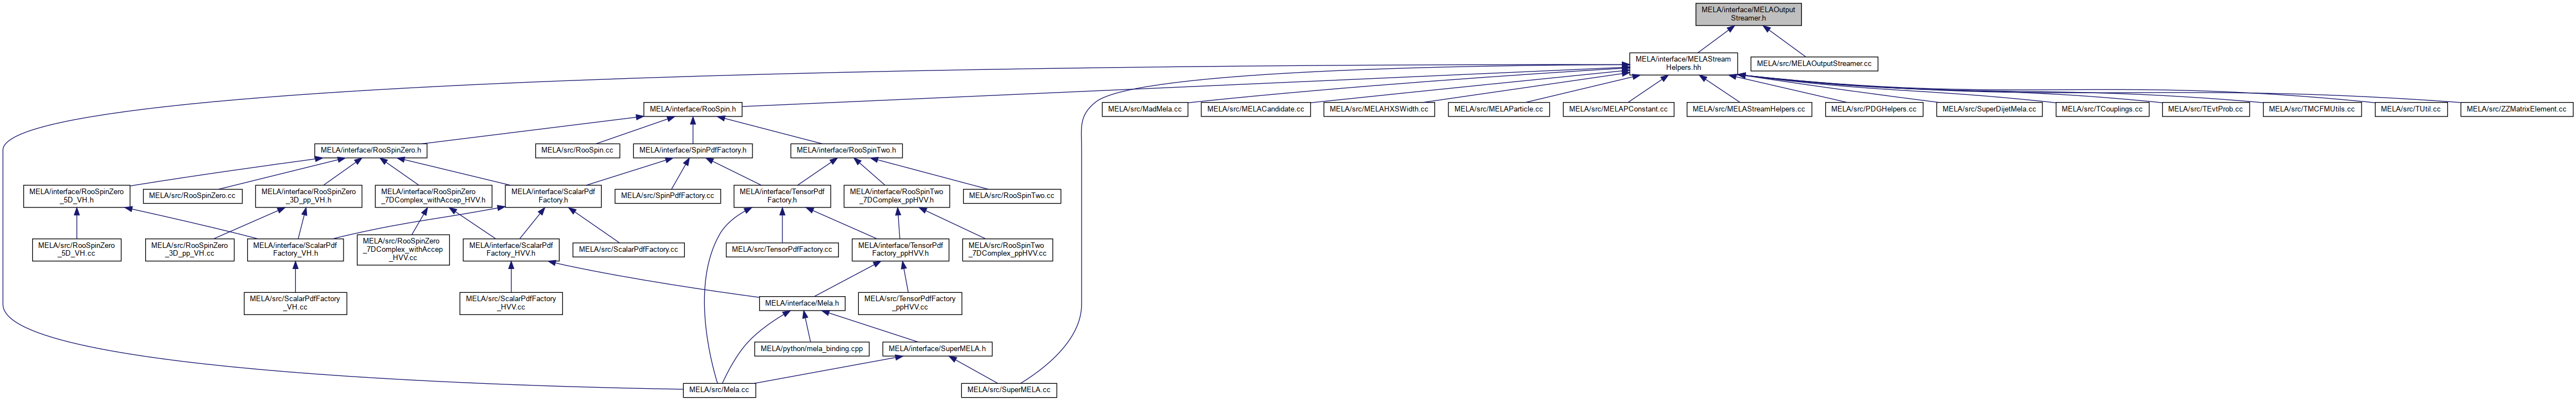 MELA/interface/MELAOutput
Streamer.h
MELA/interface/MELAStream
Helpers.hh
MELA/src/MELAOutputStreamer.cc
MELA/interface/RooSpin.h
MELA/src/MadMela.cc
MELA/src/MELACandidate.cc
MELA/src/MELAHXSWidth.cc
MELA/src/MELAParticle.cc
MELA/src/MELAPConstant.cc
MELA/src/MELAStreamHelpers.cc
MELA/src/PDGHelpers.cc
MELA/src/SuperDijetMela.cc
MELA/src/TCouplings.cc
MELA/src/TEvtProb.cc
MELA/src/TMCFMUtils.cc
MELA/src/TUtil.cc
MELA/src/ZZMatrixElement.cc
MELA/interface/RooSpinZero.h
MELA/src/RooSpin.cc
MELA/interface/SpinPdfFactory.h
MELA/interface/RooSpinTwo.h
MELA/interface/RooSpinZero
_5D_VH.h
MELA/src/RooSpinZero.cc
MELA/interface/RooSpinZero
_3D_pp_VH.h
MELA/interface/RooSpinZero
_7DComplex_withAccep_HVV.h
MELA/interface/ScalarPdf
Factory.h
MELA/src/SpinPdfFactory.cc
MELA/interface/TensorPdf
Factory.h
MELA/interface/RooSpinTwo
_7DComplex_ppHVV.h
MELA/src/RooSpinTwo.cc
MELA/src/RooSpinZero
_5D_VH.cc
MELA/src/RooSpinZero
_3D_pp_VH.cc
MELA/interface/ScalarPdf
Factory_VH.h
MELA/src/RooSpinZero
_7DComplex_withAccep
_HVV.cc
MELA/interface/ScalarPdf
Factory_HVV.h
MELA/src/ScalarPdfFactory.cc
MELA/src/TensorPdfFactory.cc
MELA/interface/TensorPdf
Factory_ppHVV.h
MELA/src/RooSpinTwo
_7DComplex_ppHVV.cc
MELA/src/ScalarPdfFactory
_VH.cc
MELA/src/ScalarPdfFactory
_HVV.cc
MELA/interface/Mela.h
MELA/src/TensorPdfFactory
_ppHVV.cc
MELA/python/mela_binding.cpp
MELA/interface/SuperMELA.h
MELA/src/Mela.cc
MELA/src/SuperMELA.cc